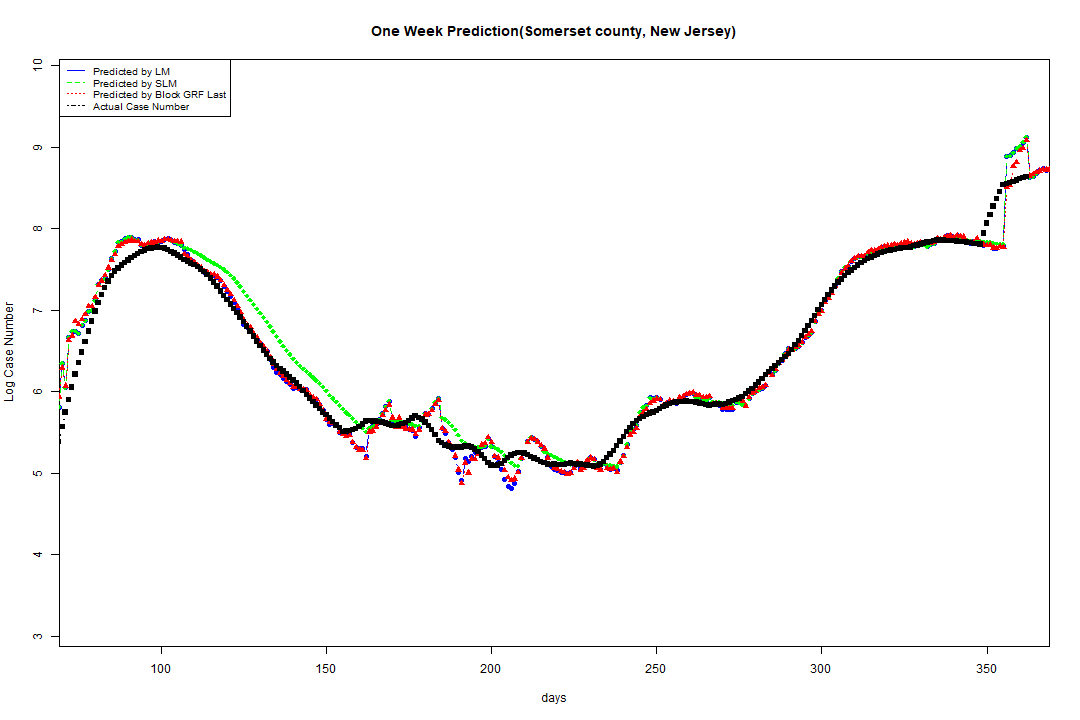 One Week Prediction(Somerset county, New Jersey)
Predicted by LM
Predicted by SLM
Predicted by Block GRF Last
Actual Case Number
Log Case Number
10
9
8
7
6
5
4
3
100 150 200 250 300 350
days